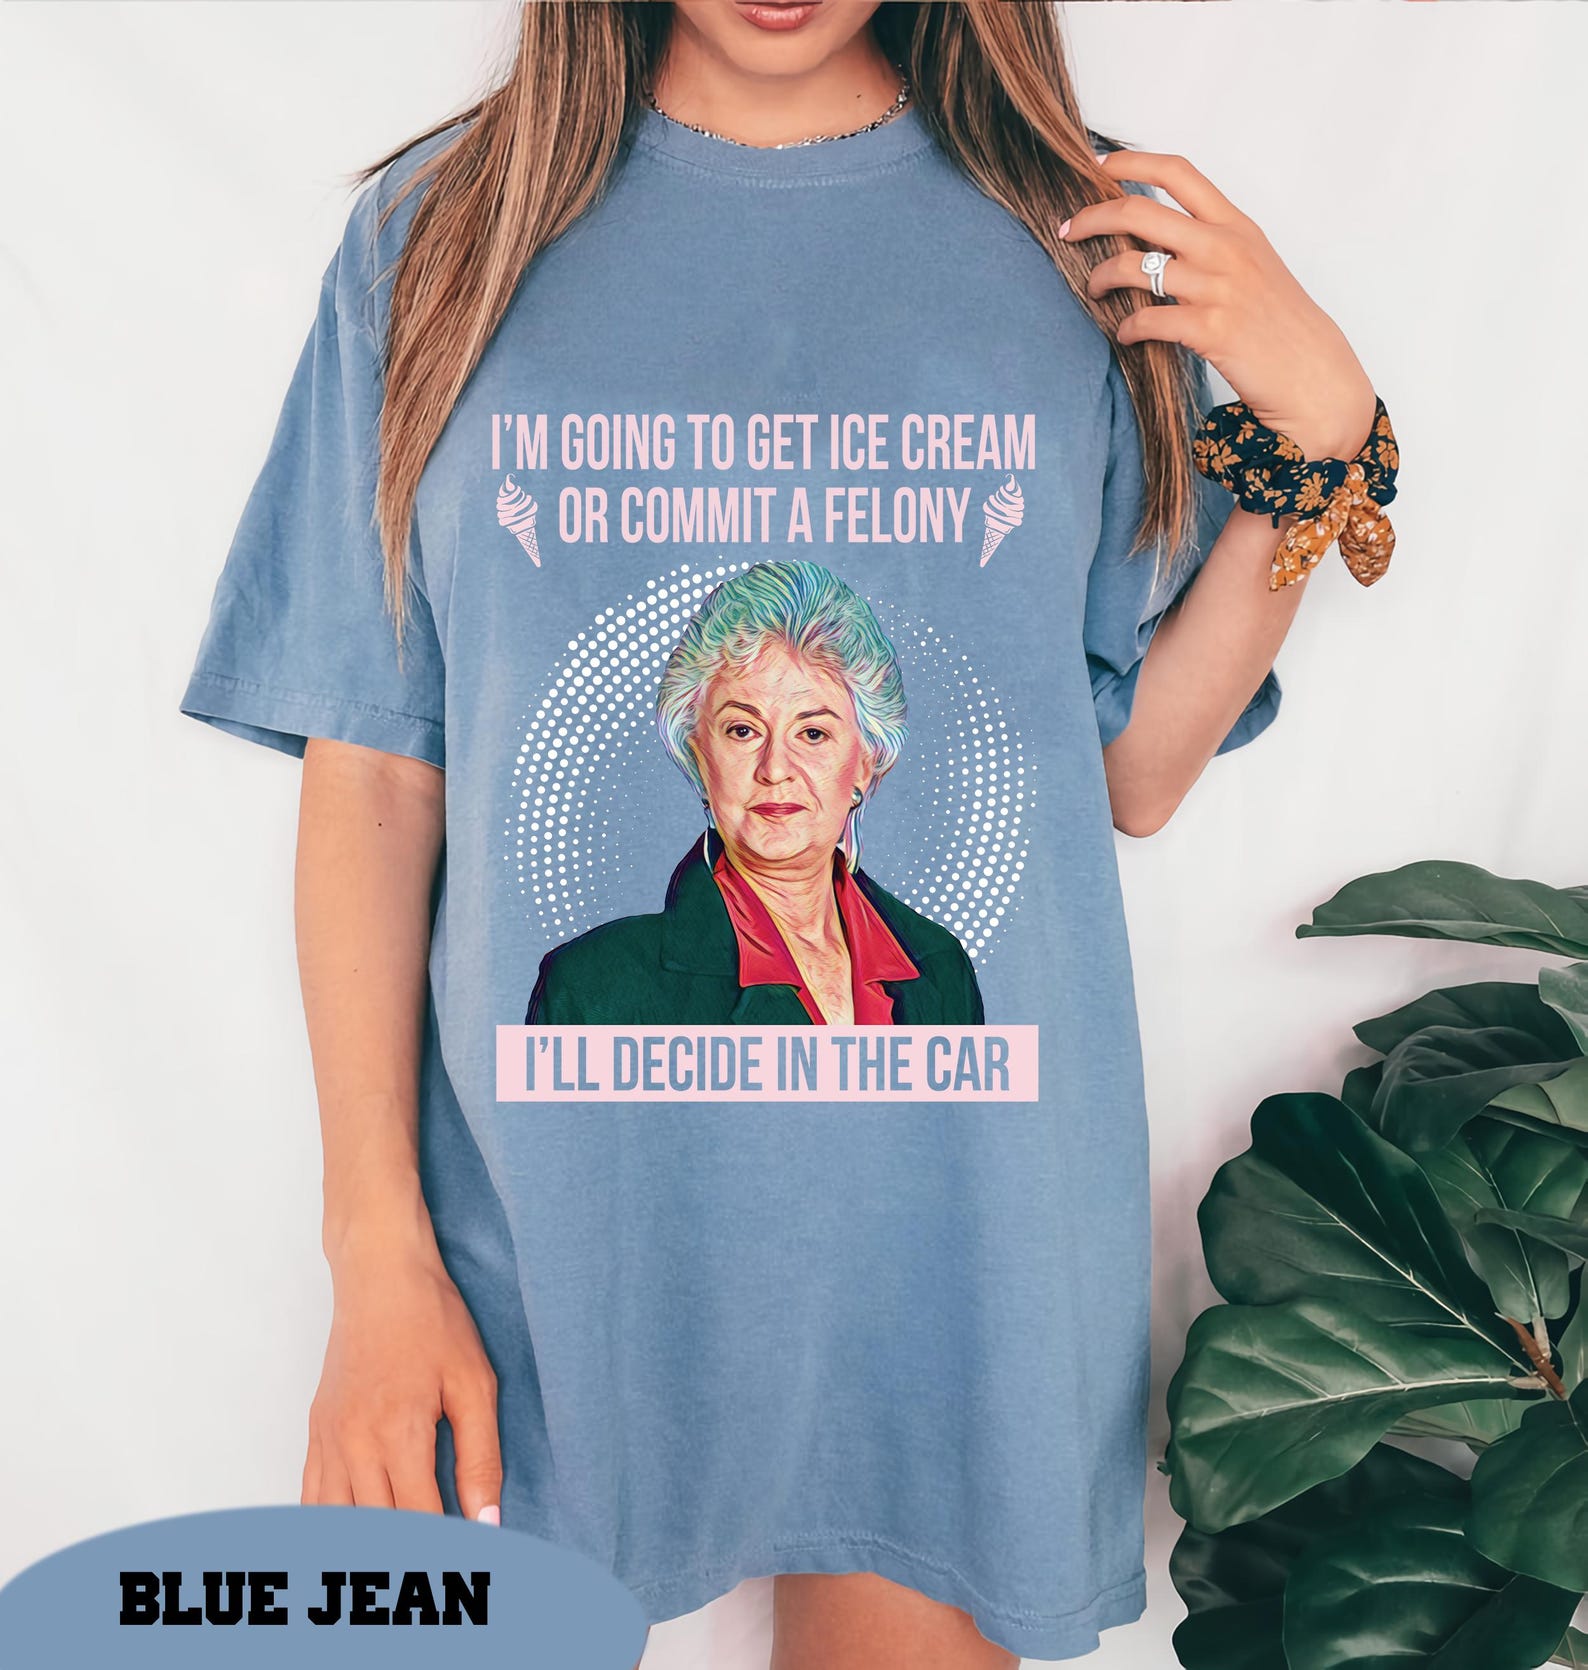 I'M GOING TO GET ICE CREAM
OR COMMIT A FELONY
I'LL DECIDE IN THE CAR
BLUE JEAN